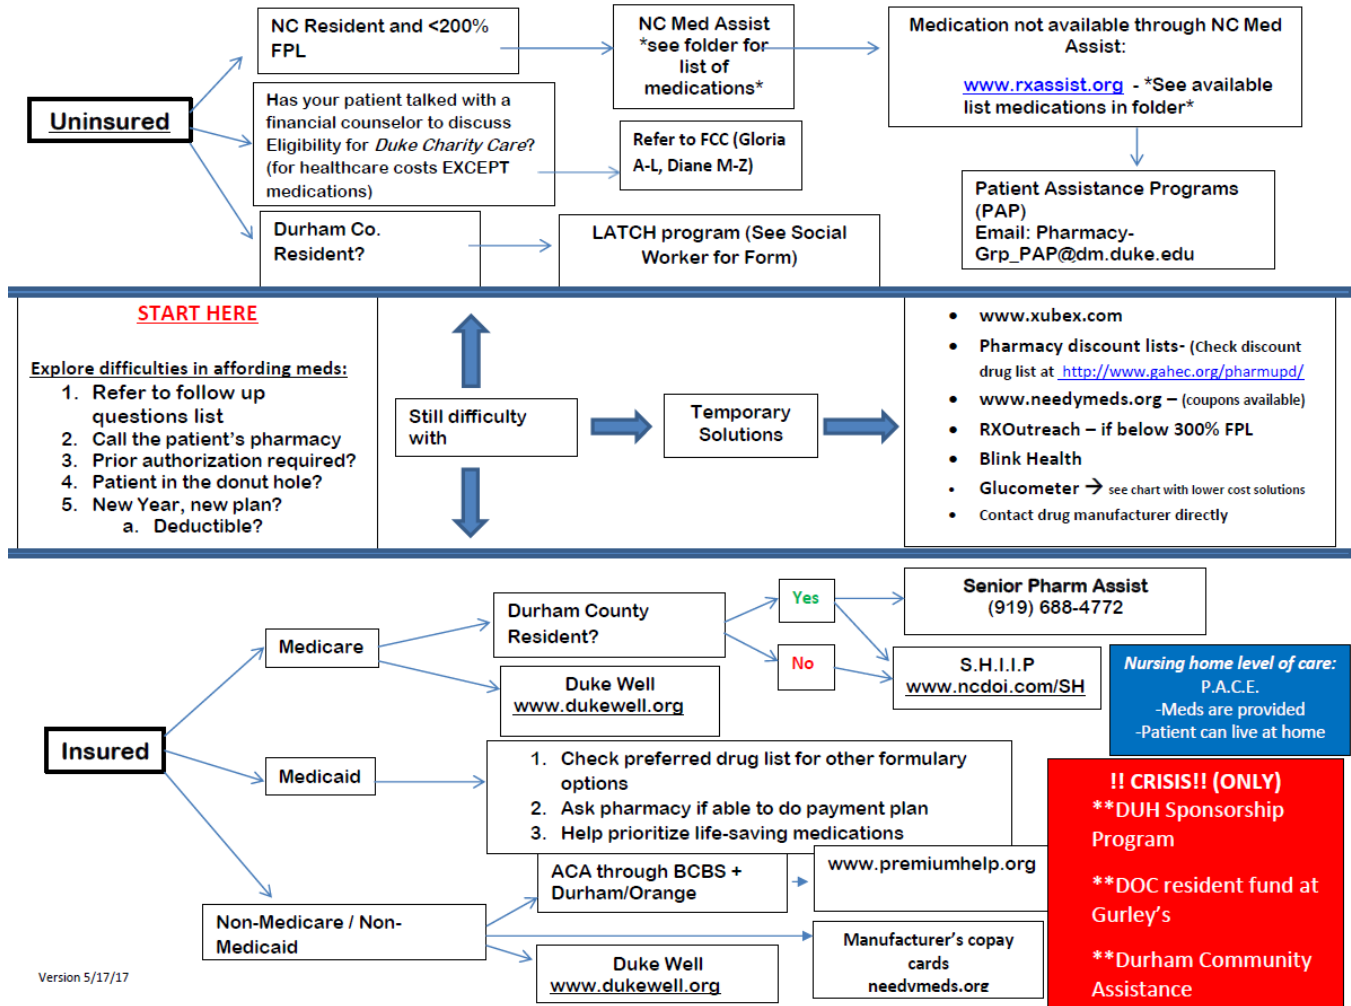 NC Resident and <200%
FPL
NC Med Assist
*see folder for
list of
medications*
Medication not available through NC Med
Assist:
www.rxassist.org - *See available
list medications in folder*
Uninsured
Has your patient talked with a
financial counselor to discuss
Eligibility for Duke Charity Care?
(for healthcare costs EXCEPT
medications)
Refer to FCC (Gloria
A-L, Diane M-Z)
Patient Assistance Programs
(PAP)
Email: Pharmacy-
Grp_PAP@dm.duke.edu
Durham Co.
Resident?
LATCH program (See Social
Worker for Form)
START HERE
Explore difficulties in affording meds:
1. Refer to follow up
questions list
2. Call the patient's pharmacy
3. Prior authorization required?
4. Patient in the donut hole?
5. New Year, new plan?
a. Deductible?
Still difficulty
with
Temporary
Solutions
• www.xubex.com
• Pharmacy discount lists- (Check discount
drug list at http://www.gahec.org/pharmupd/
• www.needymeds.org – (coupons available)
• RXOutreach – if below 300% FPL
• Blink Health
• Glucometer → see chart with lower cost solutions
• Contact drug manufacturer directly
Insured
Medicare
Durham County
Resident?
Yes
No
Senior Pharm Assist
(919) 688-4772
S.H.I.I.P
www.ncdoi.com/SH
Duke Well
www.dukewell.org
Nursing home level of care:
P.A.C.E.
-Meds are provided
-Patient can live at home
Medicaid
1. Check preferred drug list for other formulary
options
2. Ask pharmacy if able to do payment plan
3. Help prioritize life-saving medications
Non-Medicare / Non-
Medicaid
ACA through BCBS +
Durham/Orange
www.premiumhelp.org
Manufacturer's copay
cards
needymeds.org
Duke Well
www.dukewell.org
!! CRISIS!! (ONLY)
**DUH Sponsorship
Program
**DOC resident fund at
Gurley's
**Durham Community
Assistance
Version 5/17/17